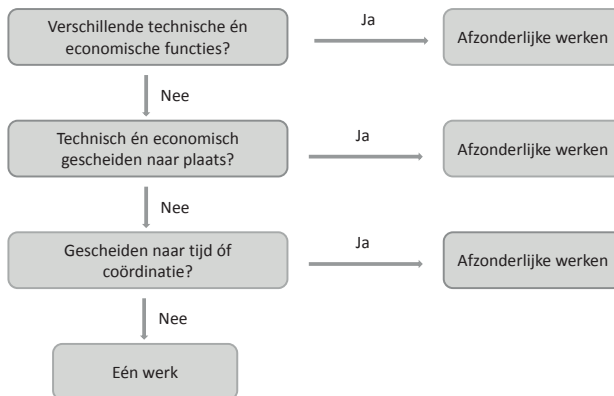 Verschillende technische én
economische functies?
Ja
Afzonderlijke werken
Nee
Technisch én economisch
gescheiden naar plaats?
Ja
Afzonderlijke werken
Nee
Gescheiden naar tijd óf
coördinatie?
Ja
Afzonderlijke werken
Nee
Eén werk